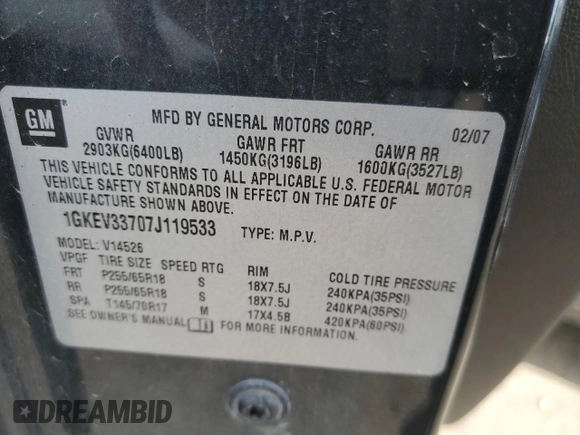 GM
MFD BY GENERAL MOTORS CORP. 02/07
GVWR GAWR FRT GAWR RR
2903KG(6400LB) 1450KG(3196LB) 1600KG(3527LB)
THIS VEHICLE CONFORMS TO ALL APPLICABLE U.S. FEDERAL MOTOR
VEHICLE SAFETY STANDARDS IN EFFECT ON THE DATE OF
MANUFACTURE SHOWN ABOVE.
1GKEV33707J119533 TYPE: M.P.V.
MODEL: V14526
VPGF TIRE SIZE SPEED RTG RIM COLD TIRE PRESSURE
FRT P255/65R18 S 18X7.5J 240KPA(35PSI)
RR P255/65R18 S 18X7.5J 240KPA(35PSI)
SPA T145/70R17 M 17X4.5B 420KPA(60PSI)
SEE OWNER'S MANUAL FOR MORE INFORMATION.
DREAMBID